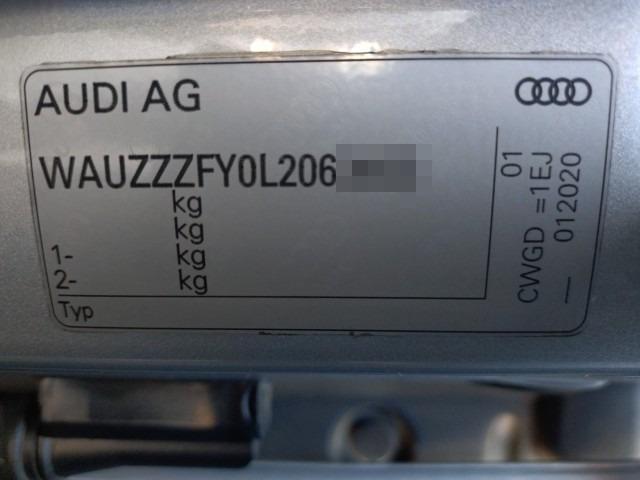 AUDI AG
WAUZZZFY0L206
kg
kg
1- kg
2- kg
Typ
01
CWGD =1EJ
— 012020